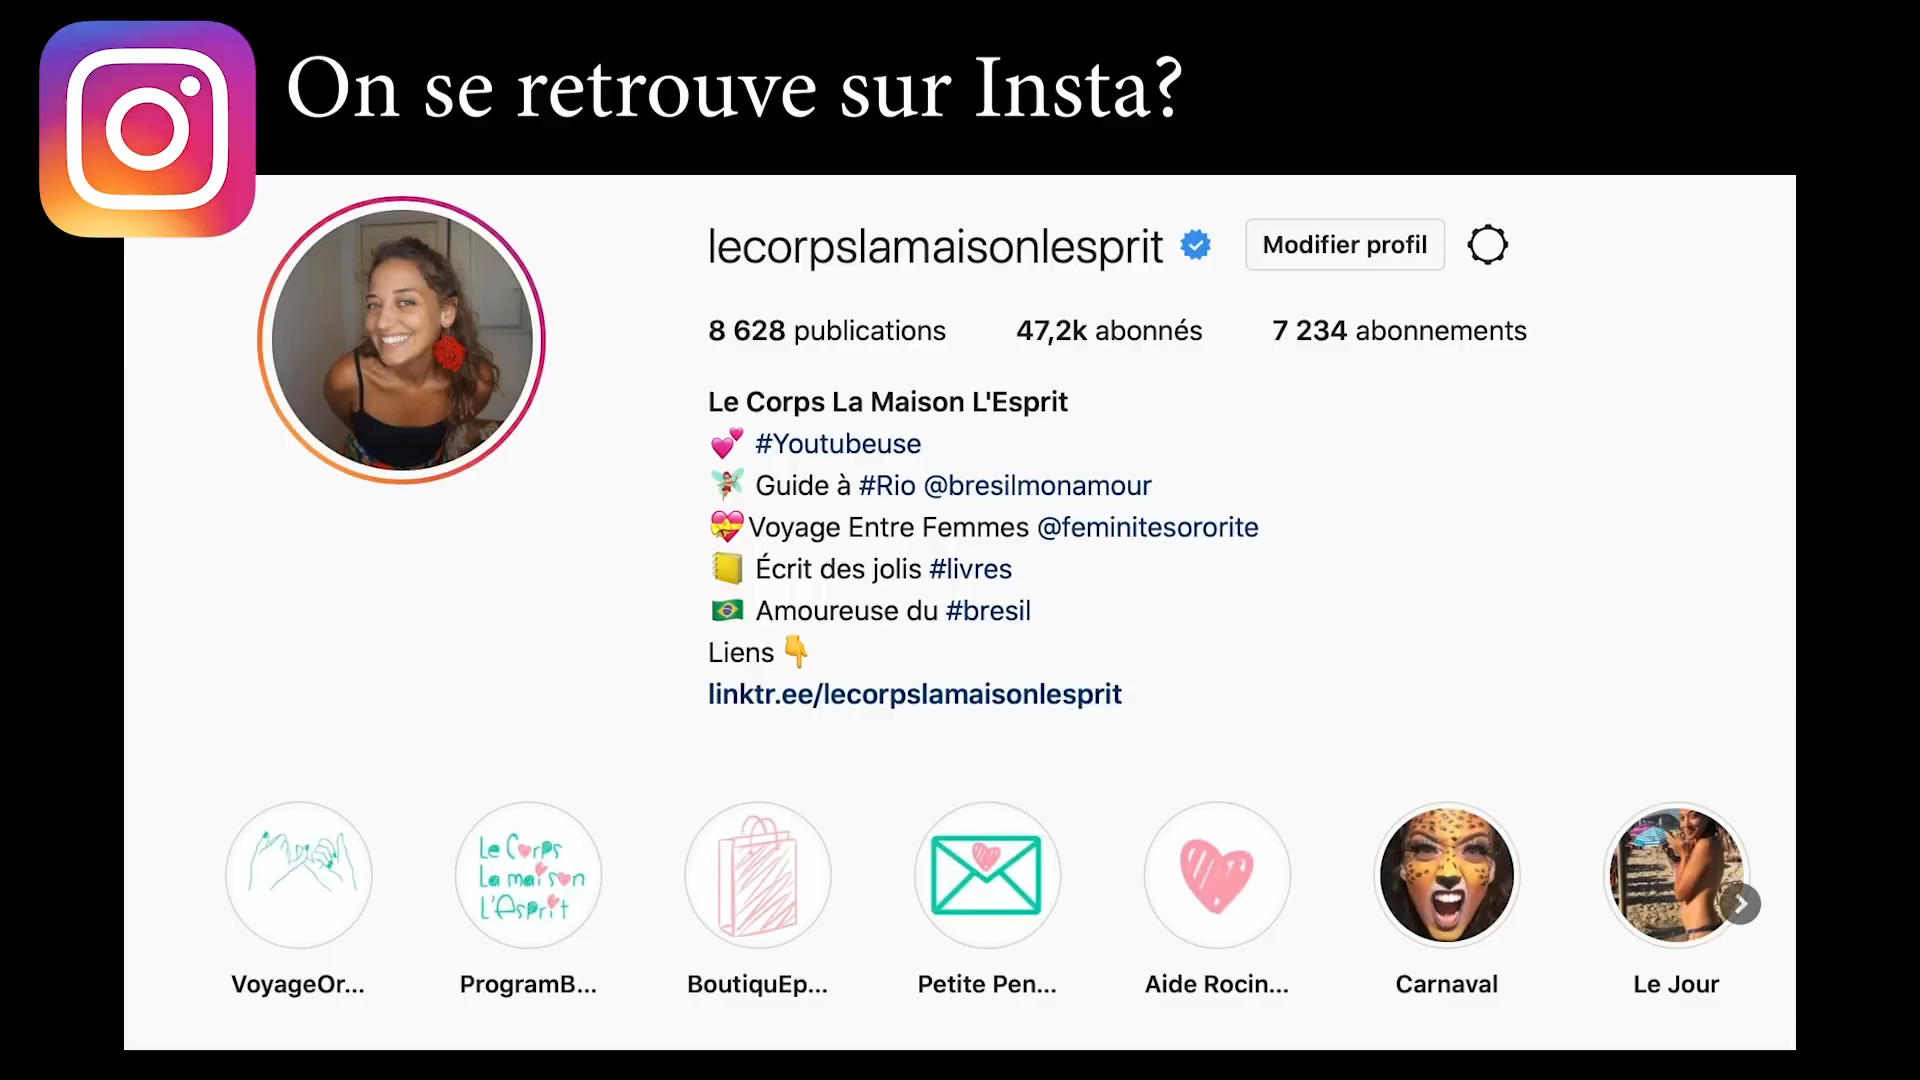 On se retrouve sur Insta?
lecorpslamaisonlesprit
Modifier profil
8 628 publications
47,2k abonnés
7 234 abonnements
Le Corps La Maison L'Esprit
💕 #Youtubeuse
🧚 Guide à #Rio @bresilmonamour
💝Voyage Entre Femmes @feminitesororite
📒 Écrit des jolis #livres
🇧🇷 Amoureuse du #bresil
Liens 👇
linktr.ee/lecorpslamaisonlesprit
Le Corps
La maison
L'Esprit
VoyageOr...
ProgramB...
BoutiquEp...
Petite Pen...
Aide Rocin...
Carnaval
Le Jour